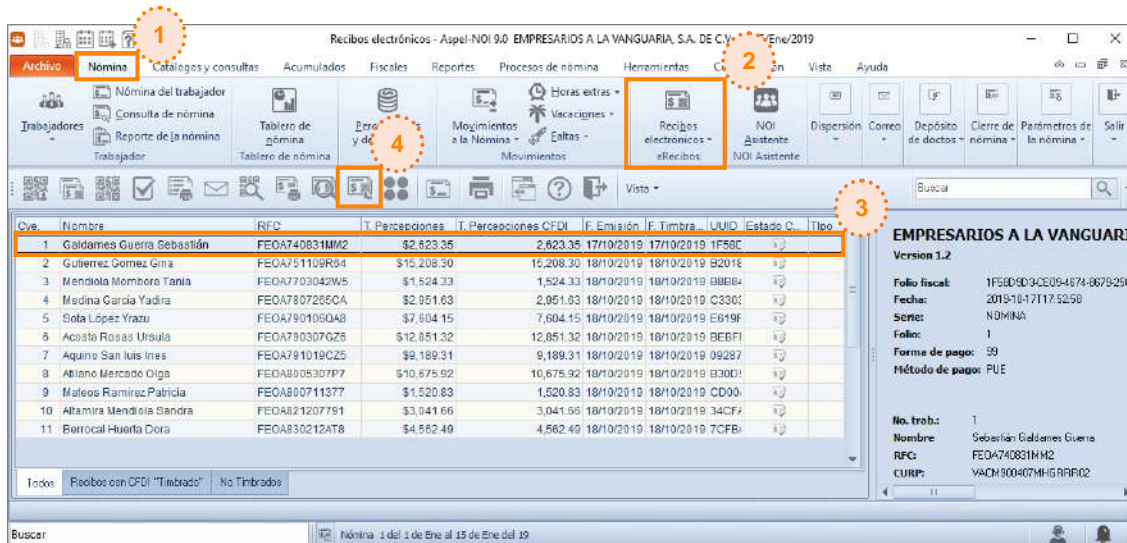 1
Recibos electrónicos - Aspel-NOI 9.0 EMPRESARIOS A LA VANGUARIA, S.A. DE C.V. /Ene/2019
2
Archivo Nómina Catálogos y consultas Acumulados Fiscales Reportes Procesos de nómina Herramientas Vista Ayuda
Trabajadores
Nómina del trabajador
Consulta de nómina
Reporte de la nómina
Trabajador
Tablero de nómina
Tablero de nómina
4
Movimientos a la Nómina
Horas extras
Vacaciones
Faltas
Movimientos
Recibos electrónicos
eRecibos
NOI Asistente
NOI Asistente
Dispersión
Correo
Depósito de doctos
Cierre de nómina
Parámetros de la nómina
Salir
Vista
Buscar
3
Cve. Nombre RFC T. Percepciones T. Percepciones CFDI F. Emisión F. Timbra... UUID Estado C... Tipo
1 Galdames Guerra Sebastián FEOA740831MM2 $2,623.35 2,623.35 17/10/2019 17/10/2019
2 Gutierrez Gomez Gina FEOA751109R64 $15,208.30 15,208.30 18/10/2019 18/10/2019 B2018
3 Mendiola Mombora Tania FEOA7703042W5 $1,524.33 1,524.33 18/10/2019 18/10/2019
4 Medina García Yadira FEOA7807265CA $2,951.63 2,951.63 18/10/2019 18/10/2019
5 Sota López Yrazu FEOA790106QA8 $7,604.15 7,604.15 18/10/2019 18/10/2019 E619F
6 Acosta Rosas Ursula FEOA790307GZ6 $12,851.32 12,851.32 18/10/2019 18/10/2019
7 Aquino San luis Ines FEOA791019CZ5 $9,189.31 9,189.31 18/10/2019 18/10/2019 09287
8 Atilano Mercado Olga FEOA8005307P7 $10,675.92 10,675.92 18/10/2019 18/10/2019
9 Mateos Ramirez Patricia FEOA800711377 $1,520.83 1,520.83 18/10/2019 18/10/2019
10 Altamira Mendiola Sandra FEOA821207791 $3,041.66 3,041.66 18/10/2019 18/10/2019
11 Berrocal Huerta Dora FEOA830212AT8 $4,562.49 4,562.49 18/10/2019 18/10/2019
EMPRESARIOS A LA VANGUARI
Version 1.2
Folio fiscal:
Fecha: 2019-10-17T17:52:58
Serie: NOMINA
Folio: 1
Forma de pago: 99
Método de pago: PUE
No. trab.: 1
Nombre Sebastián Galdames Guerra
RFC: FEOA740831MM2
CURP:
Todos Recibos con CFDI "Timbrado" No Timbrados
Buscar
Nómina 1 del 1 de Ene al 15 de Ene del 19